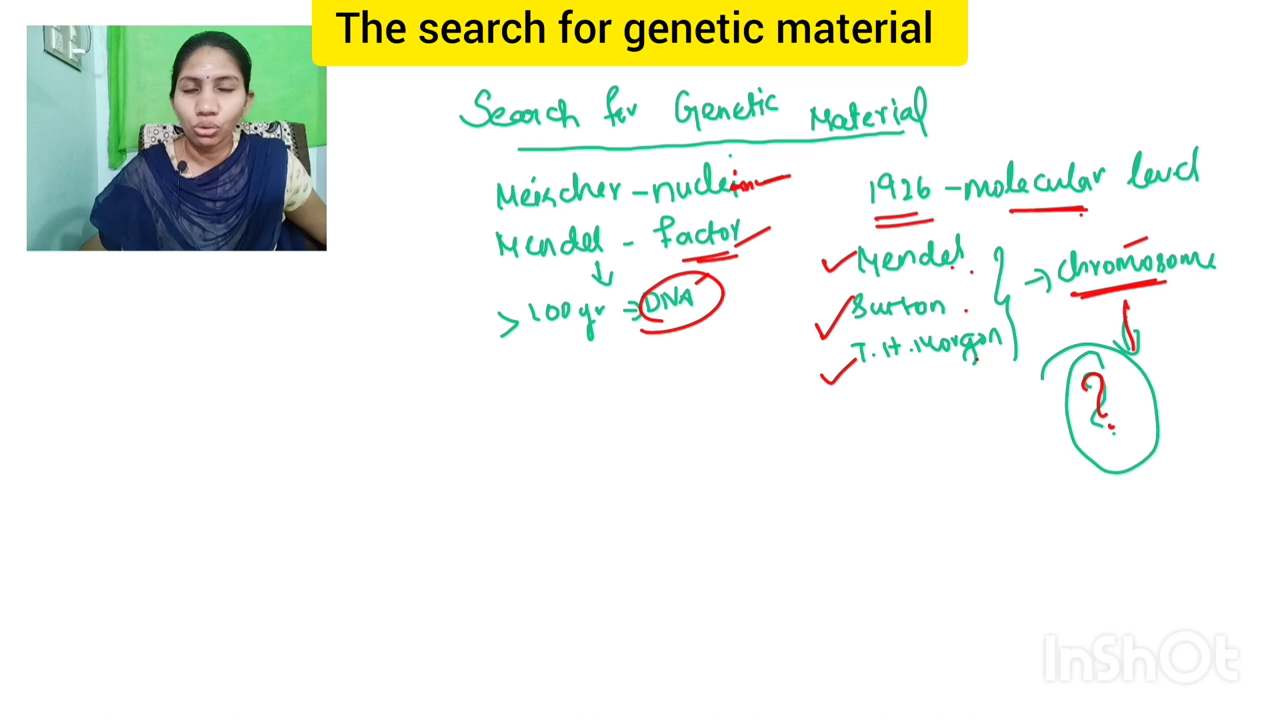 The search for genetic material
Search for Genetic Material
Meischer - nuclein
Mendel - factor
> 100 yr ⇒ DNA
1926 - molecular level
Mendel
Surton
T. H. Morgan
→ chromosome
?
InShOt